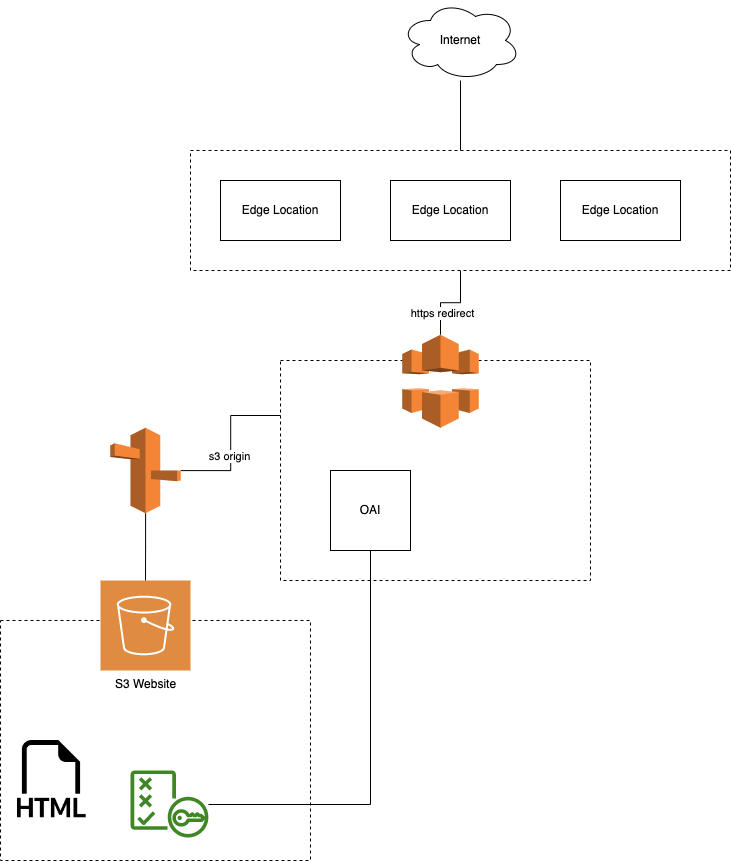 Internet
Edge Location
Edge Location
Edge Location
https redirect
s3 origin
OAI
S3 Website
HTML